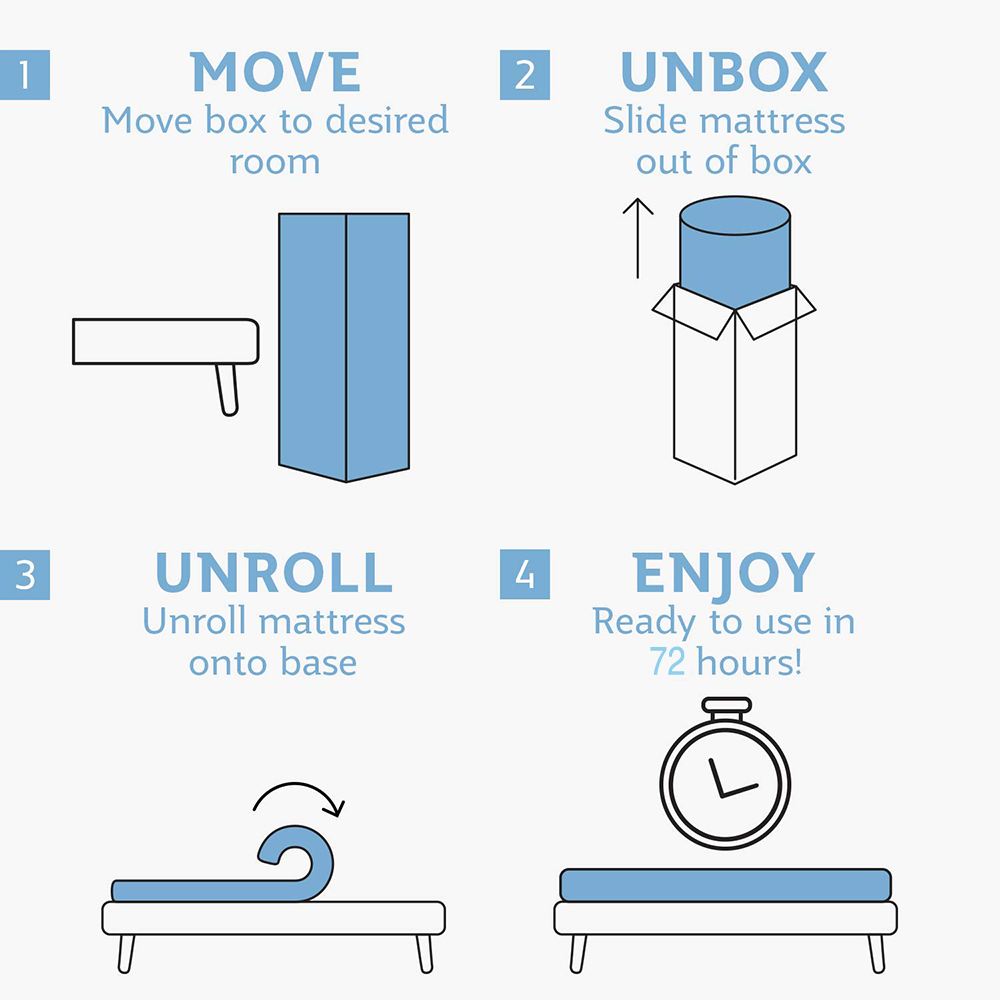 1
MOVE
Move box to desired
room
2
UNBOX
Slide mattress
out of box
3
UNROLL
Unroll mattress
onto base
4
ENJOY
Ready to use in
72 hours!